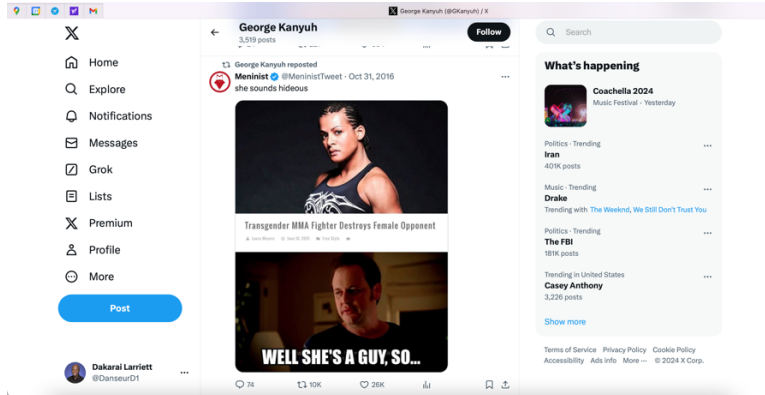 George Kanyuh (@GKanyuh) / X
Home
Explore
Notifications
Messages
Grok
Lists
Premium
Profile
More
Post
Dakarai Larriett
@DanseurD1
George Kanyuh
3,519 posts
Follow
George Kanyuh reposted
Meninist @MeninistTweet · Oct 31, 2016
she sounds hideous
Transgender MMA Fighter Destroys Female Opponent
WELL SHE'S A GUY, SO...
74 10K 26K
Search
What's happening
Coachella 2024
Music Festival · Yesterday
Politics · Trending
Iran
401K posts
Music · Trending
Drake
Trending with The Weeknd, We Still Don't Trust You
Politics · Trending
The FBI
181K posts
Trending in United States
Casey Anthony
3,226 posts
Show more
Terms of Service Privacy Policy Cookie Policy
Accessibility Ads info More ··· © 2024 X Corp.